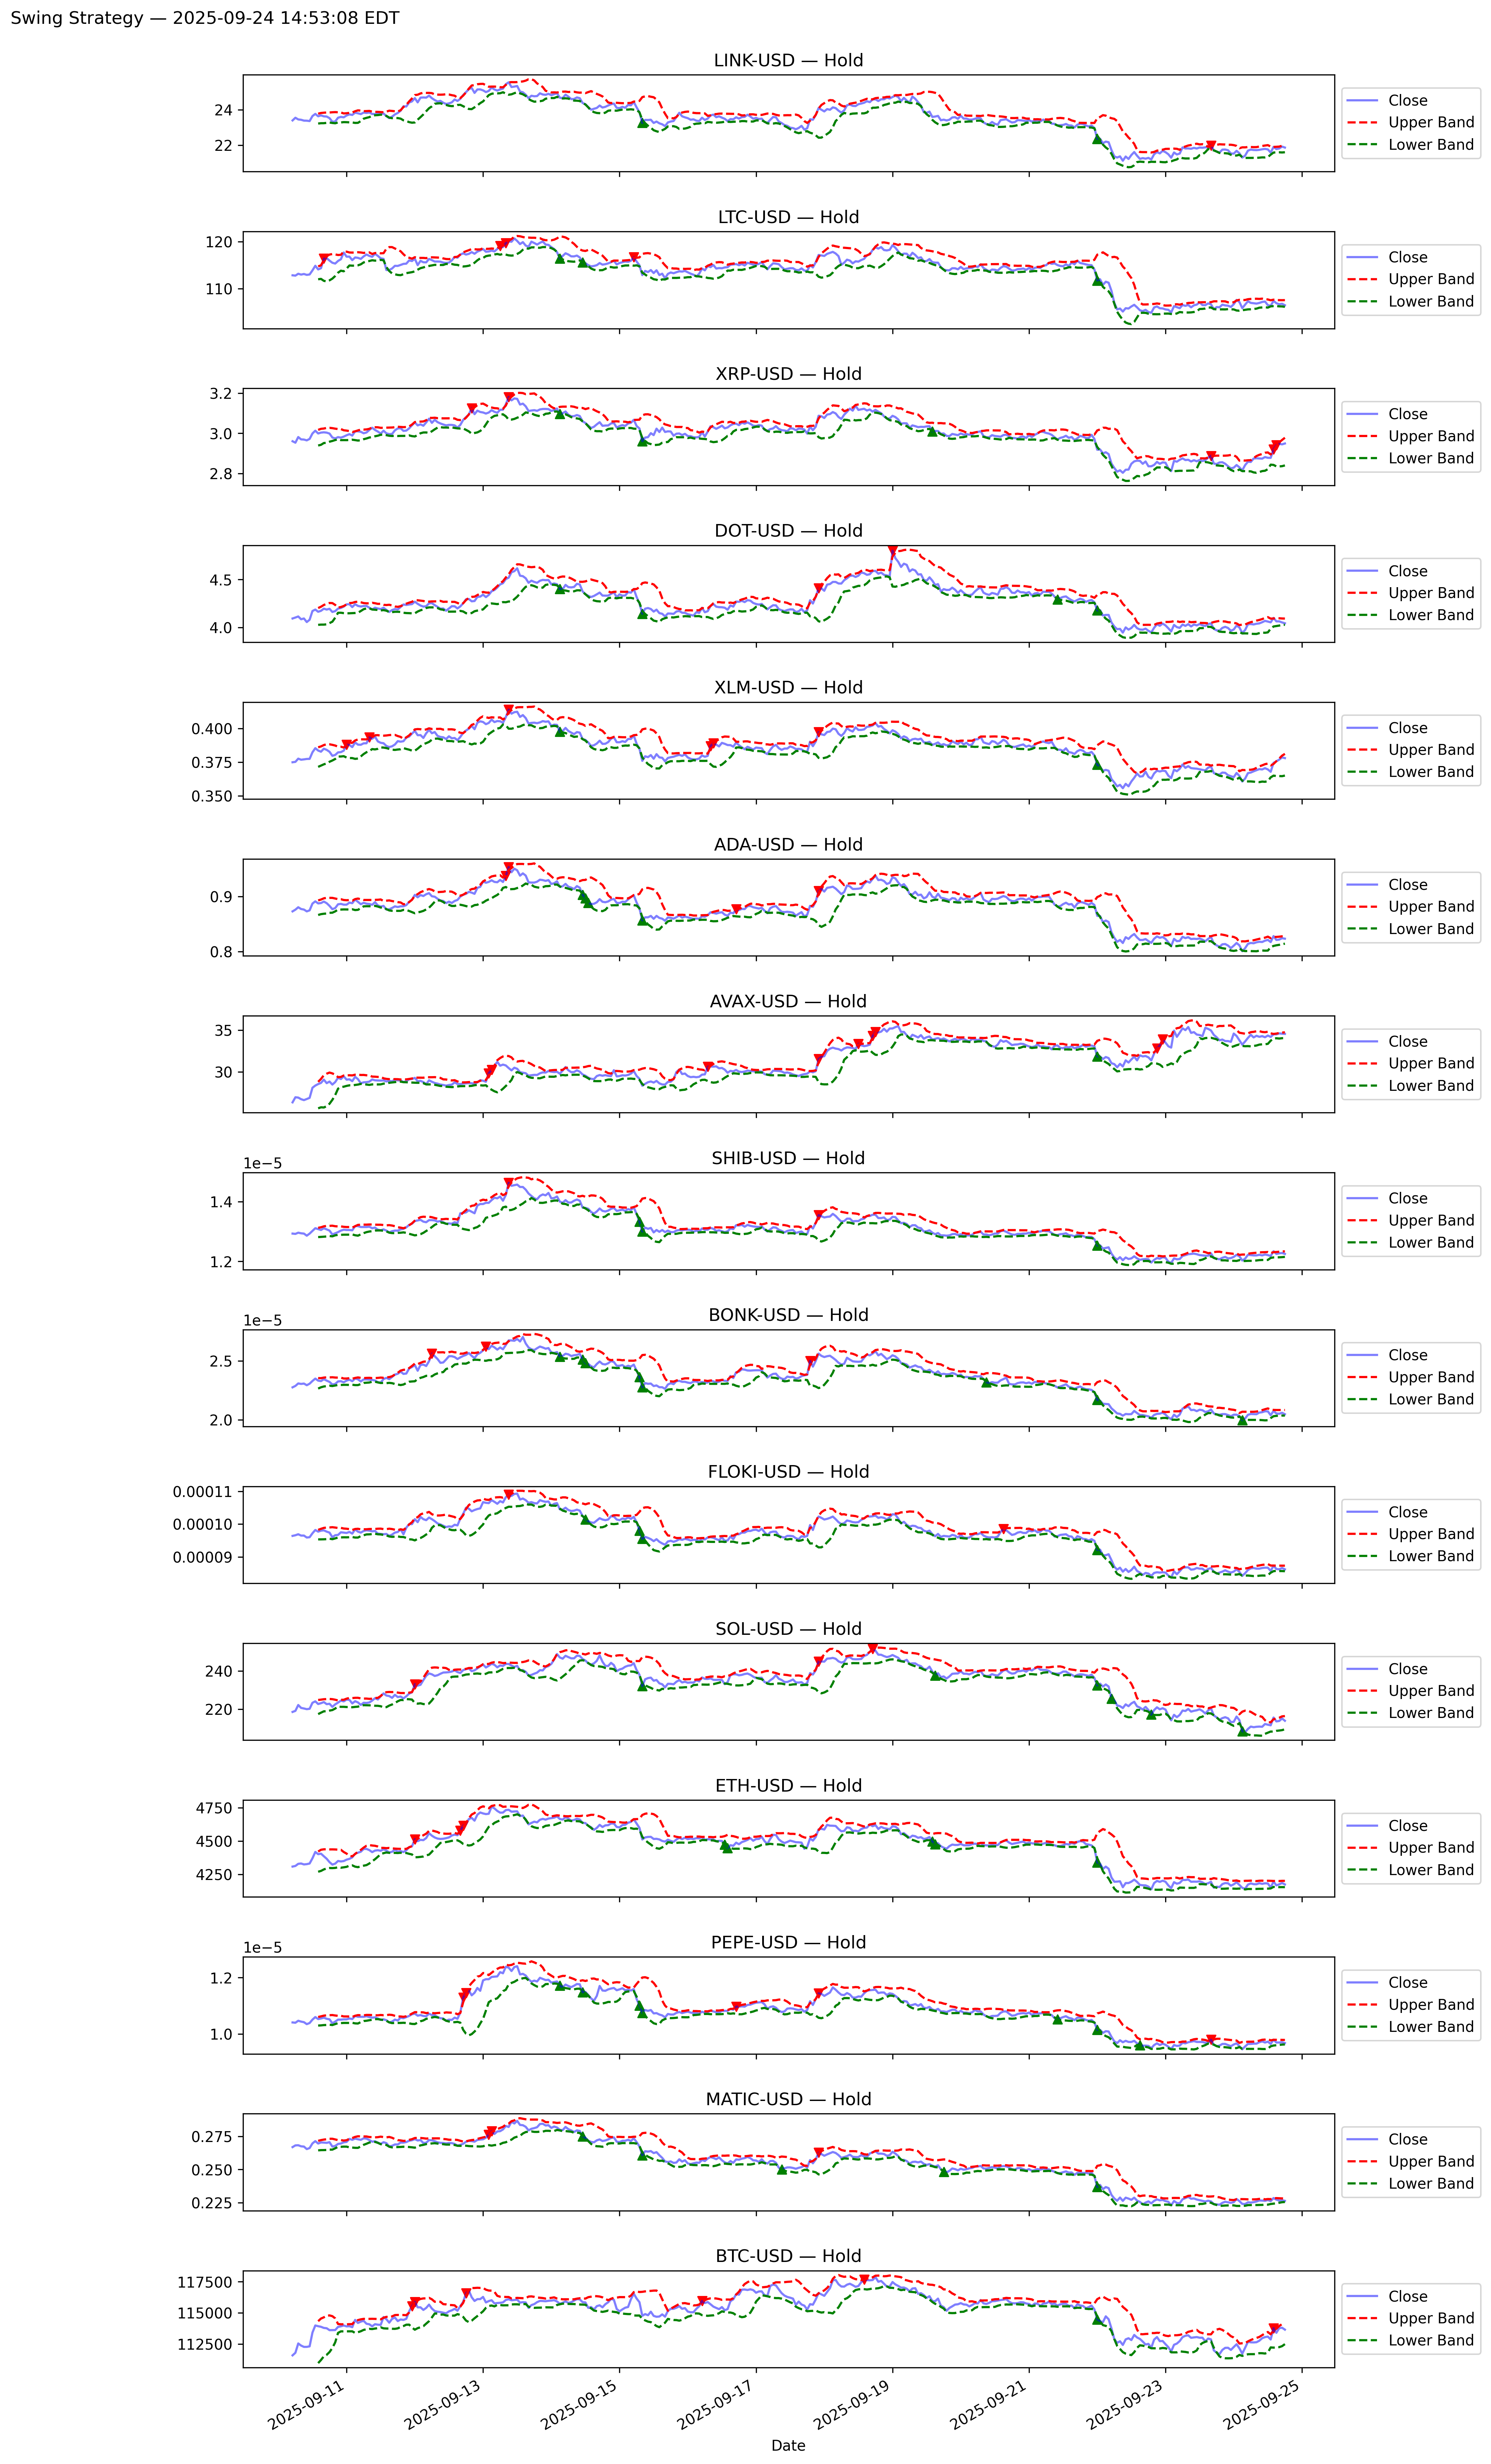 Swing Strategy — 2025-09-24 14:53:08 EDT
LINK-USD — Hold
24
22
Close
Upper Band
Lower Band
LTC-USD — Hold
120
110
Close
Upper Band
Lower Band
XRP-USD — Hold
3.2
3.0
2.8
Close
Upper Band
Lower Band
DOT-USD — Hold
4.5
4.0
Close
Upper Band
Lower Band
XLM-USD — Hold
0.400
0.375
0.350
Close
Upper Band
Lower Band
ADA-USD — Hold
0.9
0.8
Close
Upper Band
Lower Band
AVAX-USD — Hold
35
30
Close
Upper Band
Lower Band
SHIB-USD — Hold
1e−5
1.4
1.2
Close
Upper Band
Lower Band
BONK-USD — Hold
1e−5
2.5
2.0
Close
Upper Band
Lower Band
FLOKI-USD — Hold
0.00011
0.00010
0.00009
Close
Upper Band
Lower Band
SOL-USD — Hold
240
220
Close
Upper Band
Lower Band
ETH-USD — Hold
4750
4500
4250
Close
Upper Band
Lower Band
PEPE-USD — Hold
1e−5
1.2
1.0
Close
Upper Band
Lower Band
MATIC-USD — Hold
0.275
0.250
0.225
Close
Upper Band
Lower Band
BTC-USD — Hold
117500
115000
112500
Close
Upper Band
Lower Band
2025-09-11
2025-09-13
2025-09-15
2025-09-17
2025-09-19
2025-09-21
2025-09-23
2025-09-25
Date